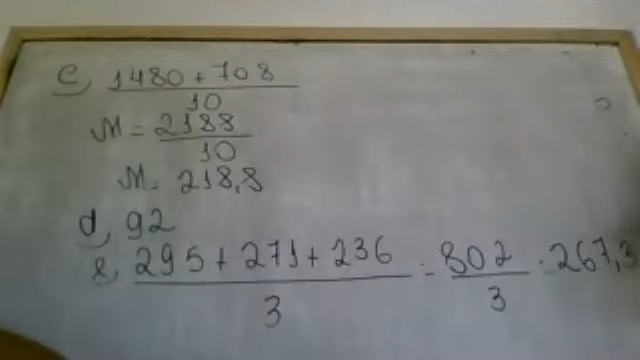 c, 1480 + 708
10
M = 2188
10
M = 218,8
d, 92
e, 295 + 271 + 236 = 802 = 267,3
3 3